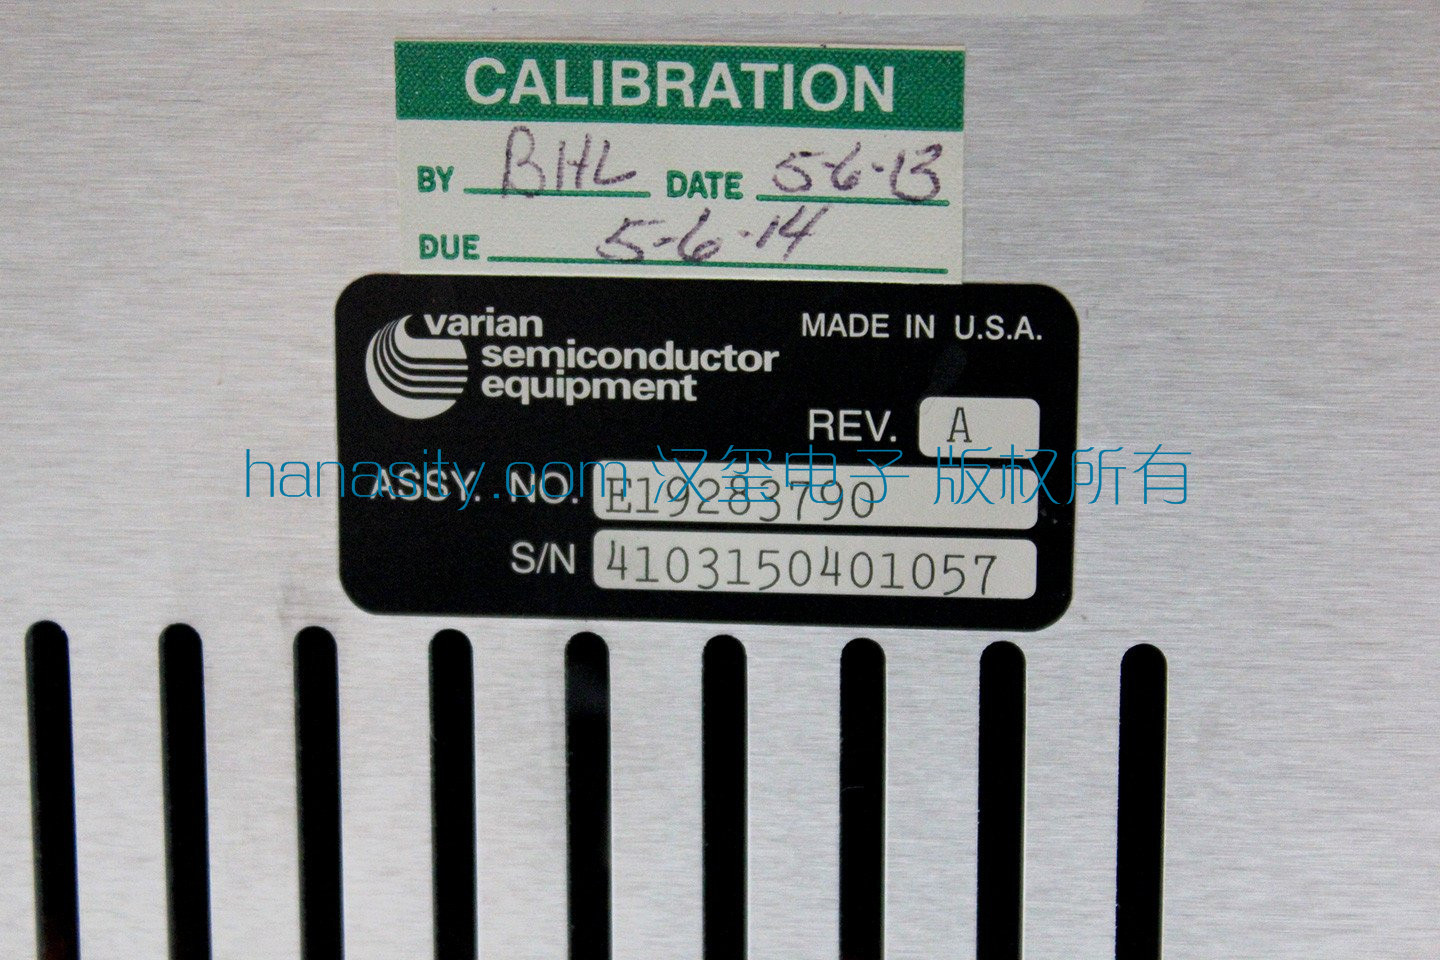 CALIBRATION
BY BHL DATE 5-6-13
DUE 5-6-14
varian
semiconductor
equipment
MADE IN U.S.A.
REV. A
hanasity.com 汉玺电子 版权所有
ASSY. NO. E19283790
S/N 4103150401057